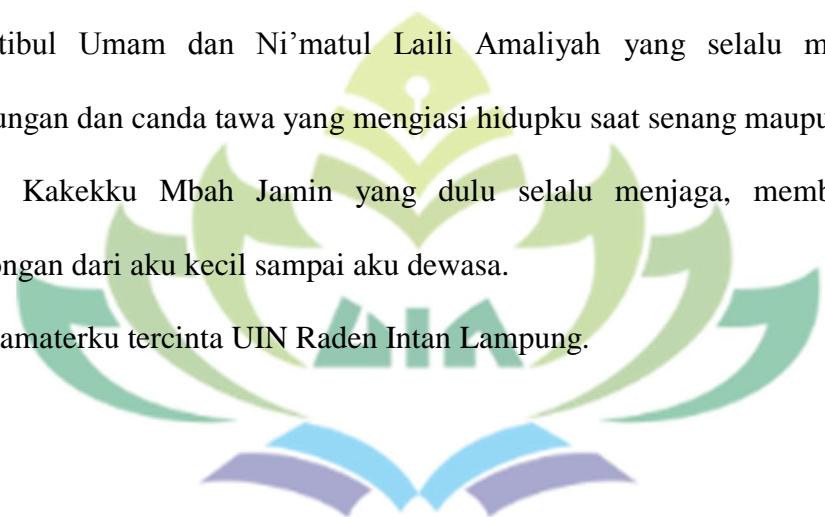 tibul Umam dan Ni’matul Laili Amaliyah yang selalu m
ungan dan canda tawa yang mengiasi hidupku saat senang maupu
Kakekku Mbah Jamin yang dulu selalu menjaga, memb
ongan dari aku kecil sampai aku dewasa.
amaterku tercinta UIN Raden Intan Lampung.
UIN